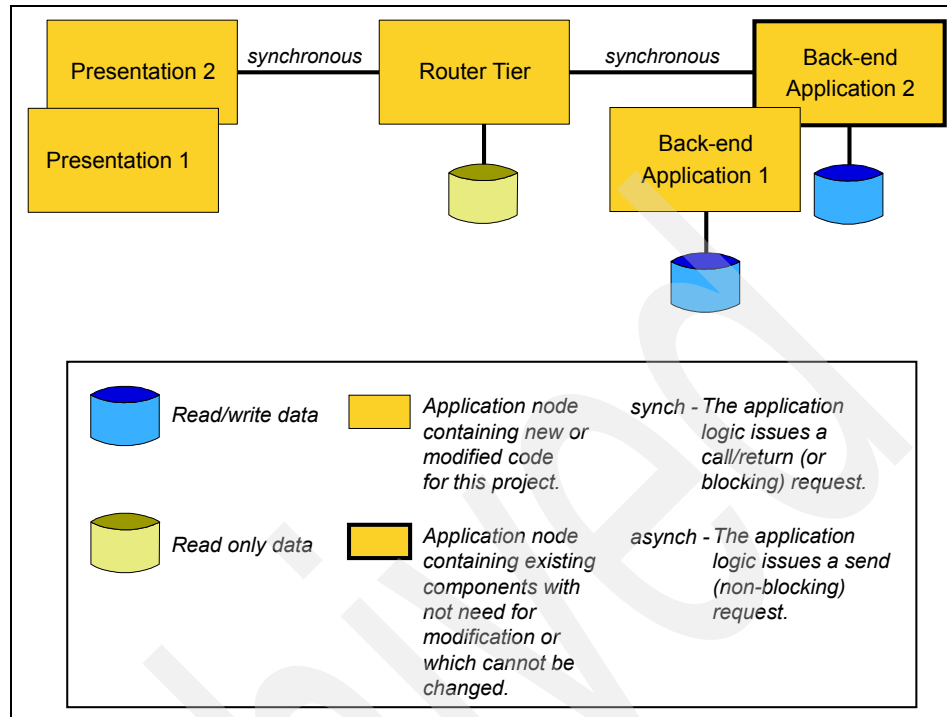 Presentation 2
synchronous
Router Tier
synchronous
Back-end
Application 2
Presentation 1
Back-end
Application 1
Read/write data
Application node
containing new or
modified code
for this project.
synch - The application
logic issues a
call/return (or
blocking) request.
Read only data
Application node
containing existing
components with
not need for
modification or
which cannot be
changed.
asynch - The application
logic issues a send
(non-blocking)
request.